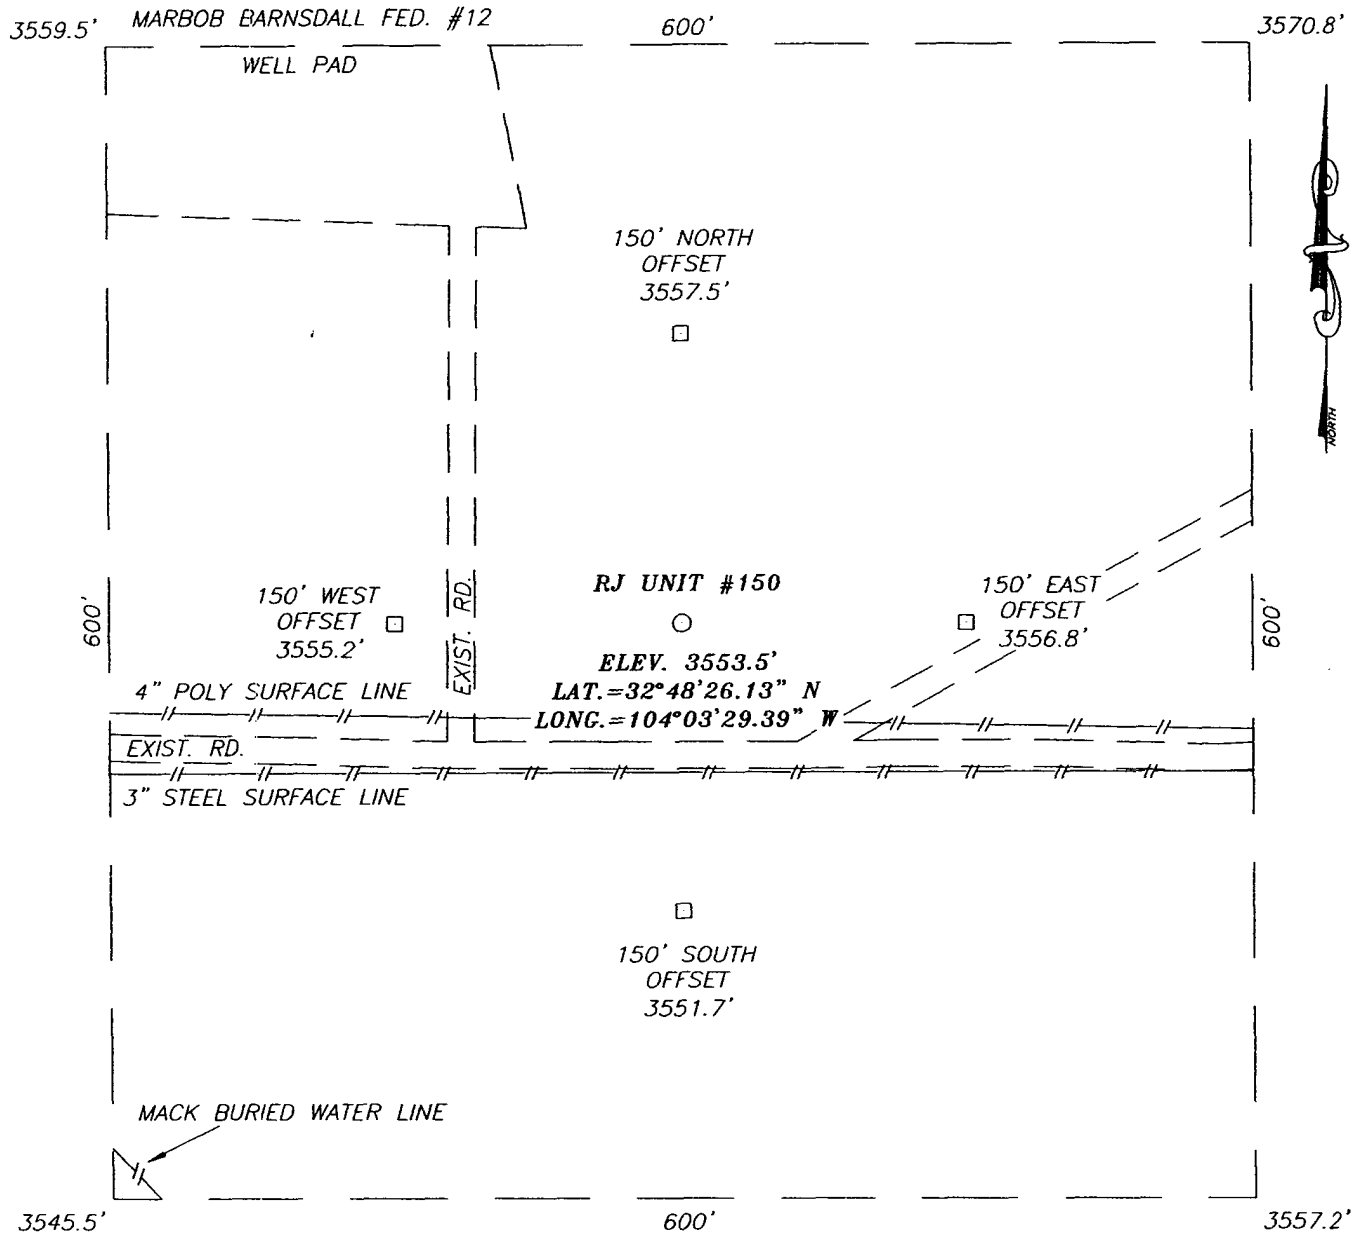 3559.5' MARBOB BARNSDALL FED. #12 600' 3570.8'
WELL PAD
NORTH
150' NORTH
OFFSET
3557.5'
150' WEST
OFFSET
3555.2'
EXIST. RD.
RJ UNIT #150
ELEV. 3553.5'
LAT.=32°48'26.13" N
LONG.=104°03'29.39" W
150' EAST
OFFSET
3556.8'
600'
600'
4" POLY SURFACE LINE
EXIST. RD.
3" STEEL SURFACE LINE
150' SOUTH
OFFSET
3551.7'
MACK BURIED WATER LINE
3545.5' 600' 3557.2'